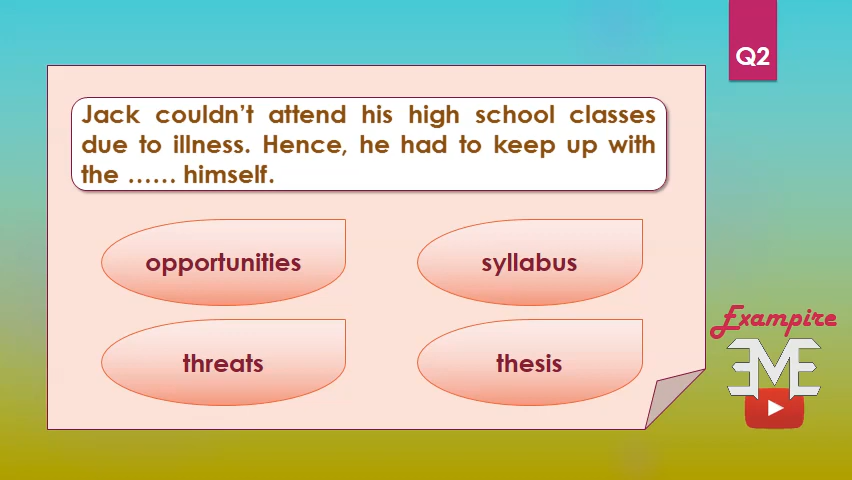 Q2
Jack couldn’t attend his high school classes
due to illness. Hence, he had to keep up with
the …… himself.
opportunities
syllabus
threats
thesis
Exampire
EME